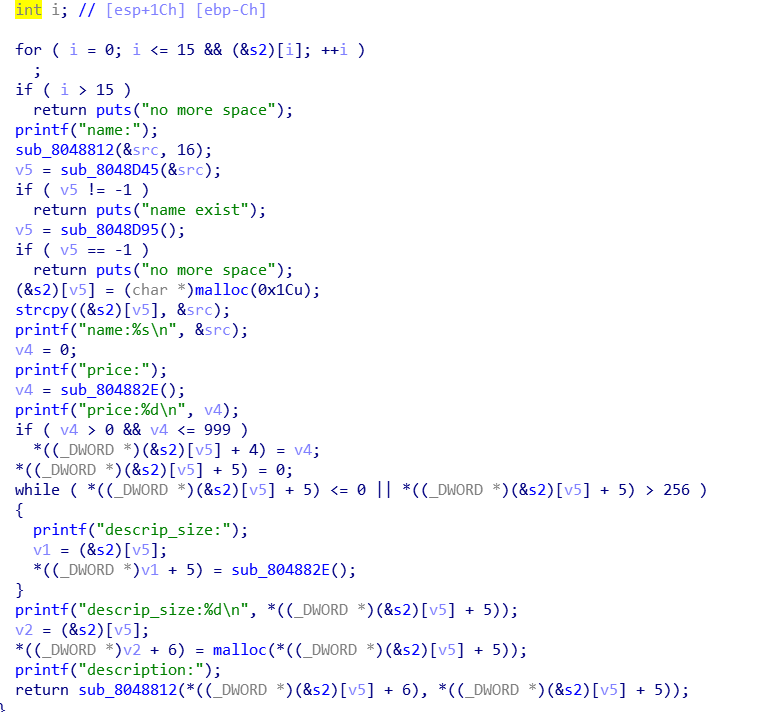 int i; // [esp+1Ch] [ebp-Ch]
for ( i = 0; i <= 15 && (&s2)[i]; ++i )
;
if ( i > 15 )
return puts("no more space");
printf("name:");
sub_8048812(&src, 16);
v5 = sub_8048D45(&src);
if ( v5 != -1 )
return puts("name exist");
v5 = sub_8048D95();
if ( v5 == -1 )
return puts("no more space");
(&s2)[v5] = (char *)malloc(0x1Cu);
strcpy((&s2)[v5], &src);
printf("name:%s\n", &src);
v4 = 0;
printf("price:");
v4 = sub_804882E();
printf("price:%d\n", v4);
if ( v4 > 0 && v4 <= 999 )
*((_DWORD *)(&s2)[v5] + 4) = v4;
*((_DWORD *)(&s2)[v5] + 5) = 0;
while ( *((_DWORD *)(&s2)[v5] + 5) <= 0 || *((_DWORD *)(&s2)[v5] + 5) > 256 )
{
printf("descrip_size:");
v1 = (&s2)[v5];
*((_DWORD *)v1 + 5) = sub_804882E();
}
printf("descrip_size:%d\n", *((_DWORD *)(&s2)[v5] + 5));
v2 = (&s2)[v5];
*((_DWORD *)v2 + 6) = malloc(*((_DWORD *)(&s2)[v5] + 5));
printf("description:");
return sub_8048812(*((_DWORD *)(&s2)[v5] + 6), *((_DWORD *)(&s2)[v5] + 5));
}